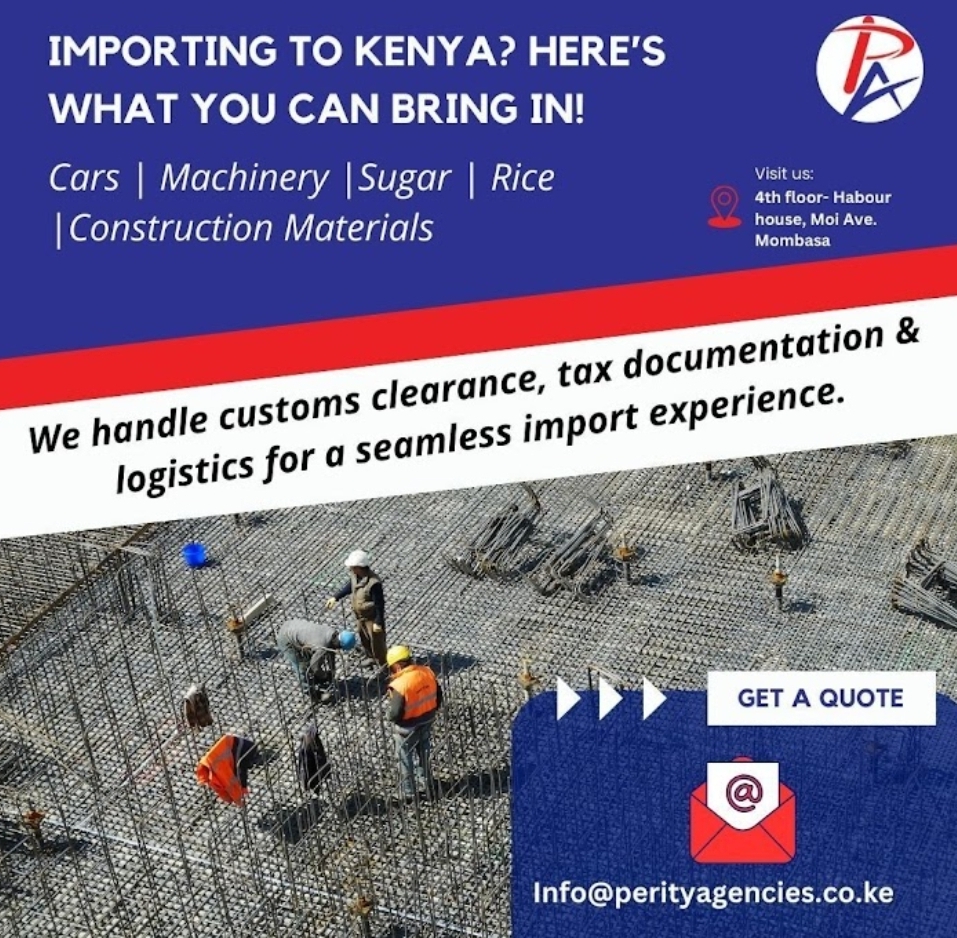 IMPORTING TO KENYA? HERE'S
WHAT YOU CAN BRING IN!
Cars | Machinery |Sugar | Rice
|Construction Materials
Visit us:
4th floor- Habour
house, Moi Ave.
Mombasa
We handle customs clearance, tax documentation &
logistics for a seamless import experience.
GET A QUOTE
@
Info@perityagencies.co.ke